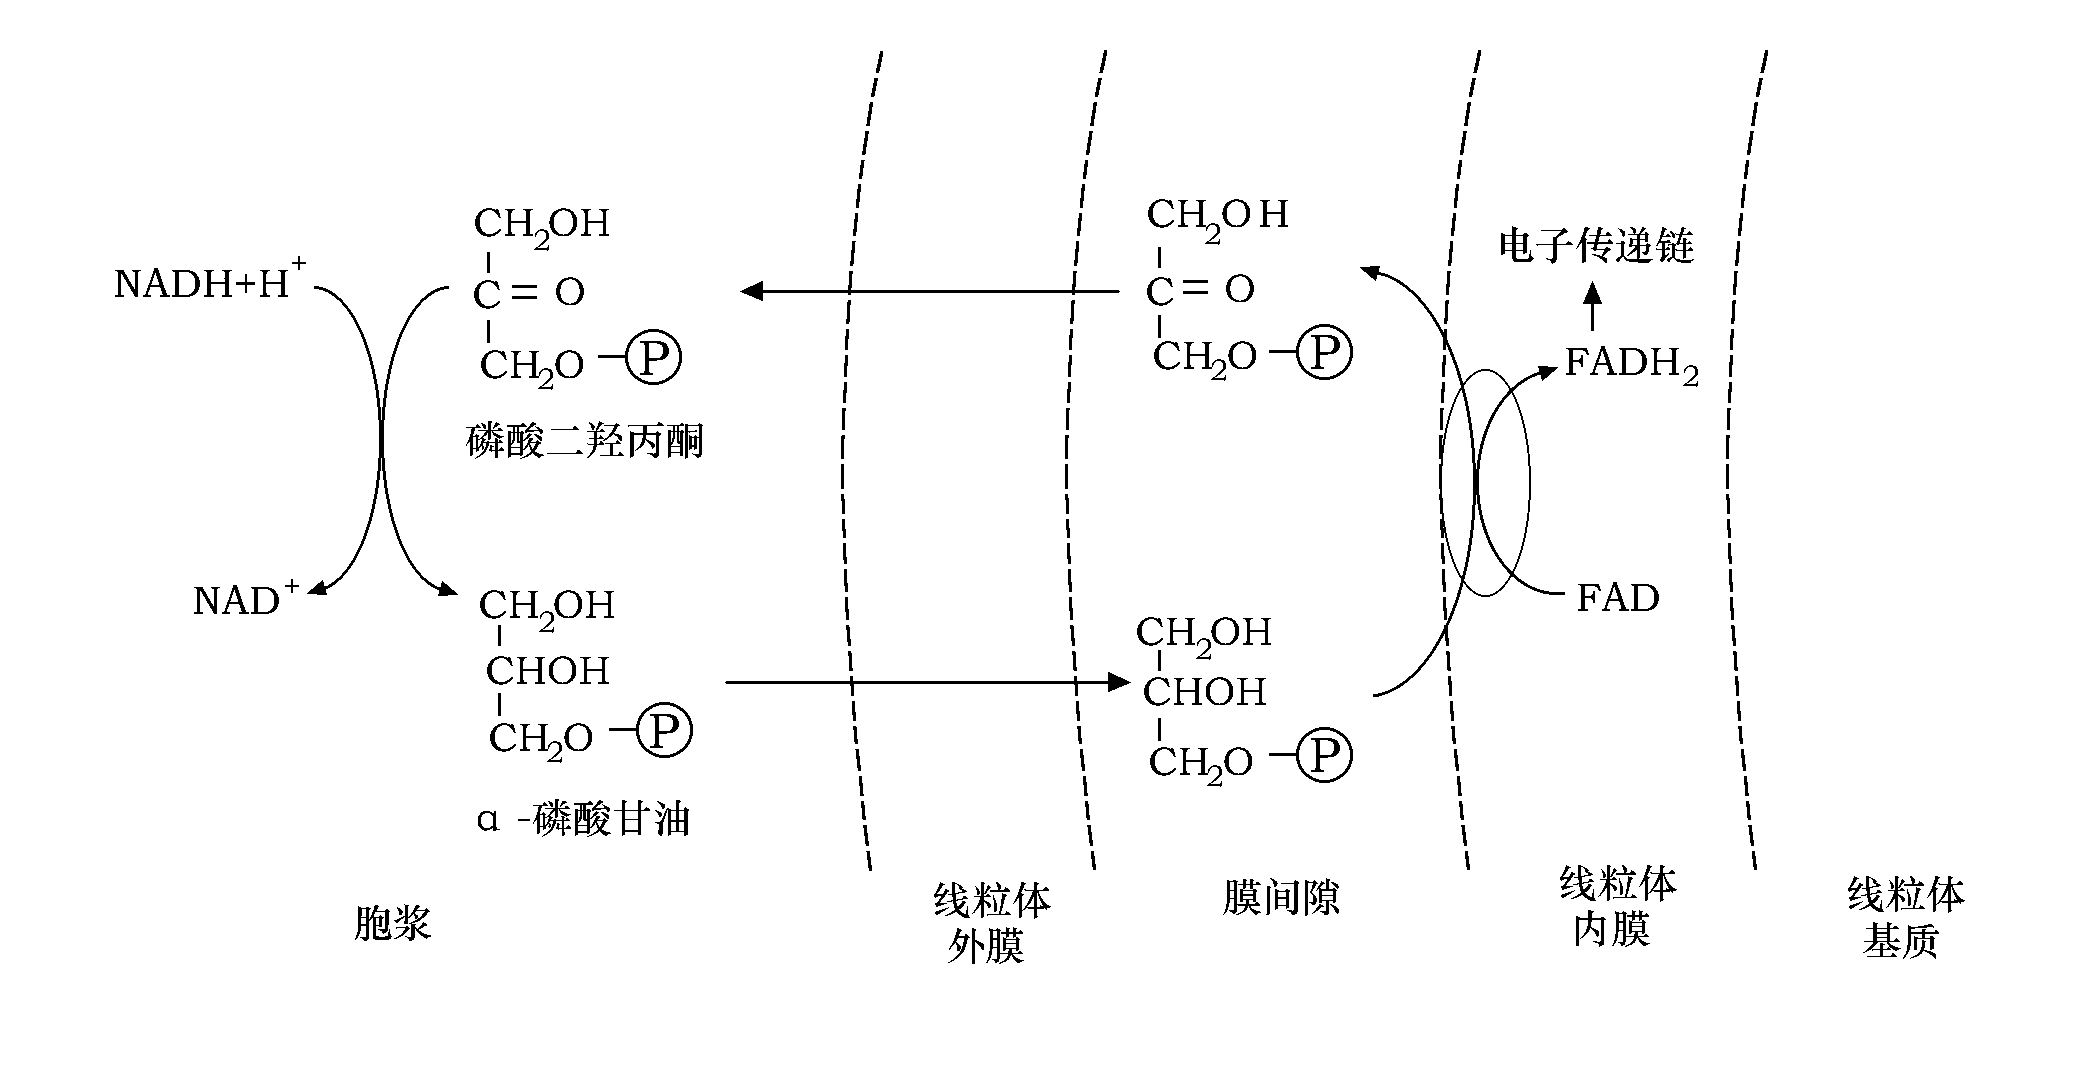 CH₂OH
C=O
CH₂O-Ⓟ
磷酸二羟丙酮
NADH+H⁺
NAD⁺
CH₂OH
CHOH
CH₂O-Ⓟ
α-磷酸甘油
CH₂OH
C=O
CH₂O-Ⓟ
CH₂OH
CHOH
CH₂O-Ⓟ
电子传递链
FADH₂
FAD
胞浆
线粒体
外膜
膜间隙
线粒体
内膜
线粒体
基质